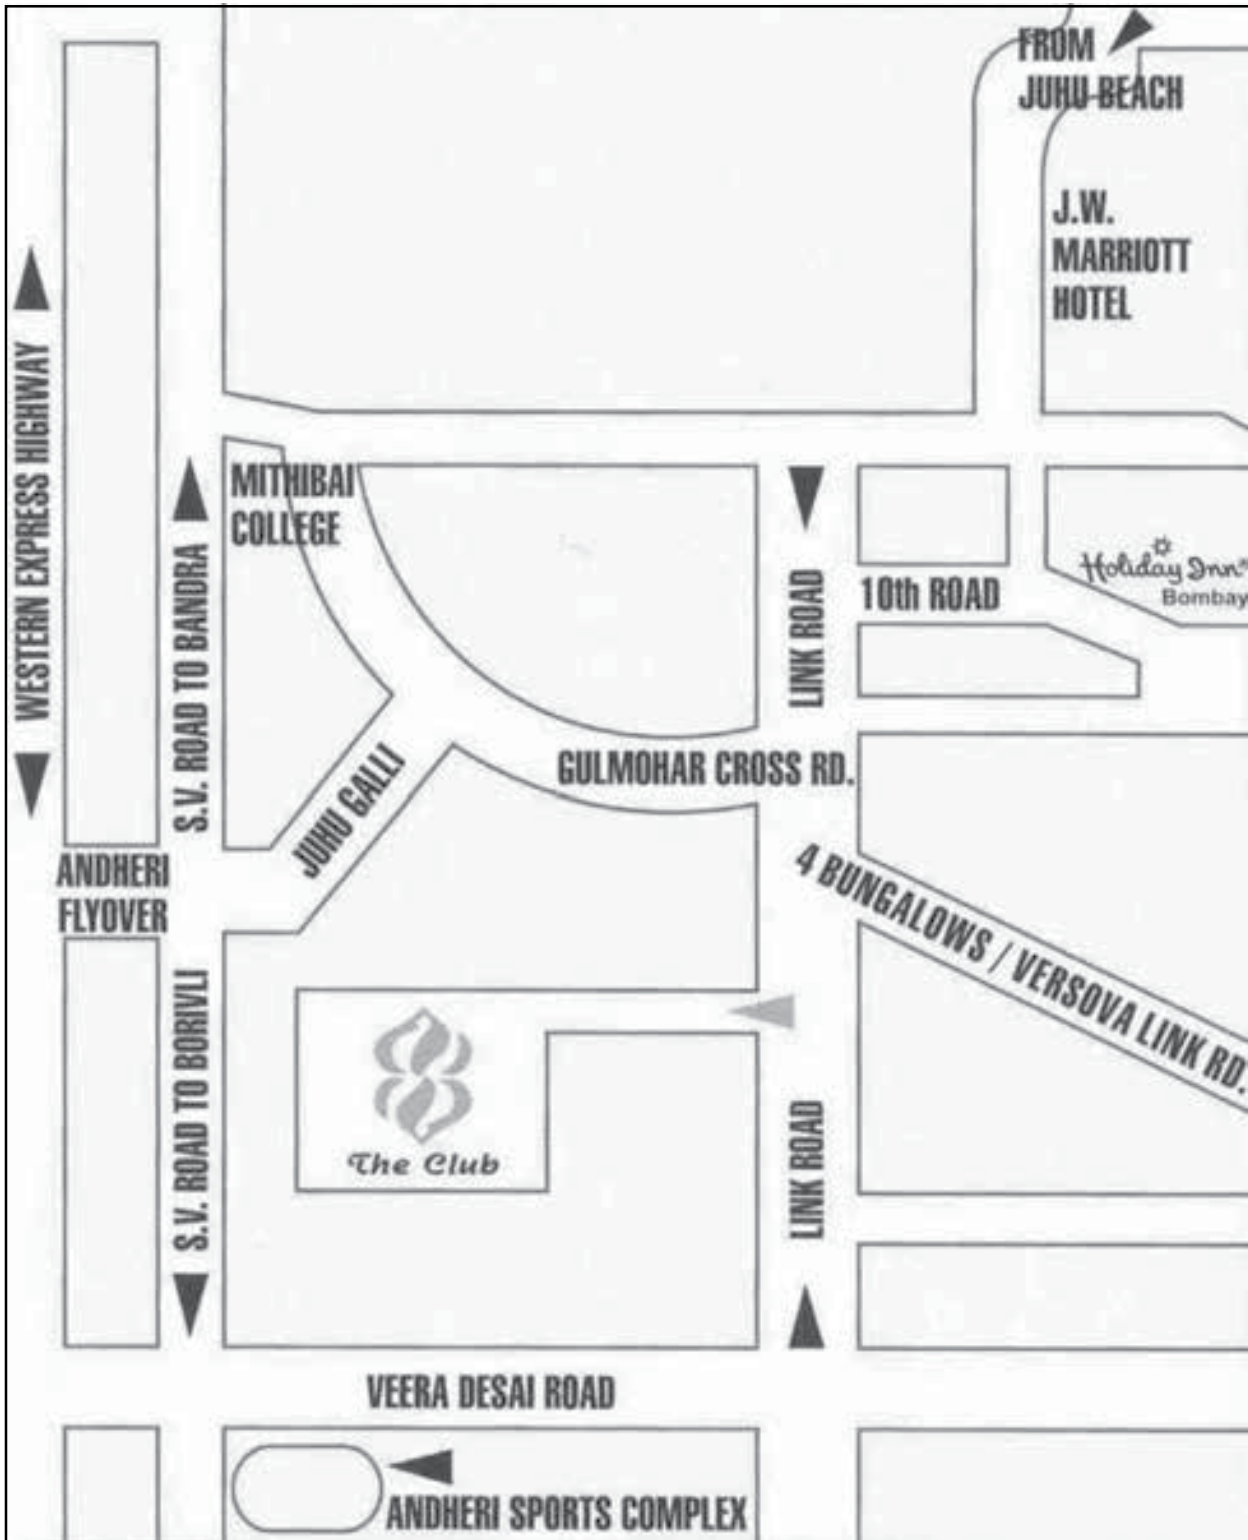 FROM
JUHU BEACH
J.W.
MARRIOTT
HOTEL
WESTERN EXPRESS HIGHWAY
S.V. ROAD TO BANDRA
MITHIBAI
COLLEGE
LINK ROAD
10th ROAD
Holiday Inn®
Bombay
JUHU GALLI
GULMOHAR CROSS RD.
ANDHERI
FLYOVER
4 BUNGALOWS / VERSOVA LINK RD.
S.V. ROAD TO BORIVLI
The Club
LINK ROAD
VEERA DESAI ROAD
ANDHERI SPORTS COMPLEX